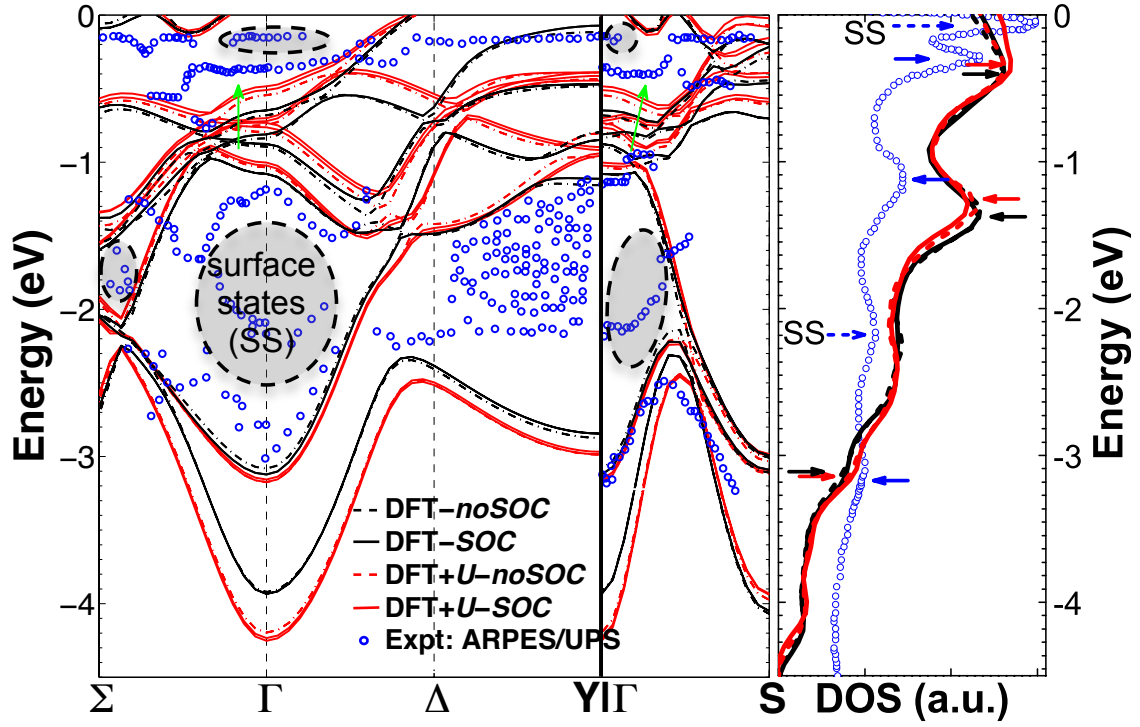 0
−1
−2
−3
−4
Energy (eV)
surface
states
(SS)
DFT−noSOC
DFT−SOC
DFT+U−noSOC
DFT+U−SOC
Expt: ARPES/UPS
Σ Γ Δ Y|Γ S
SS
SS
0
-1
-2
-3
-4
Energy (eV)
DOS (a.u.)